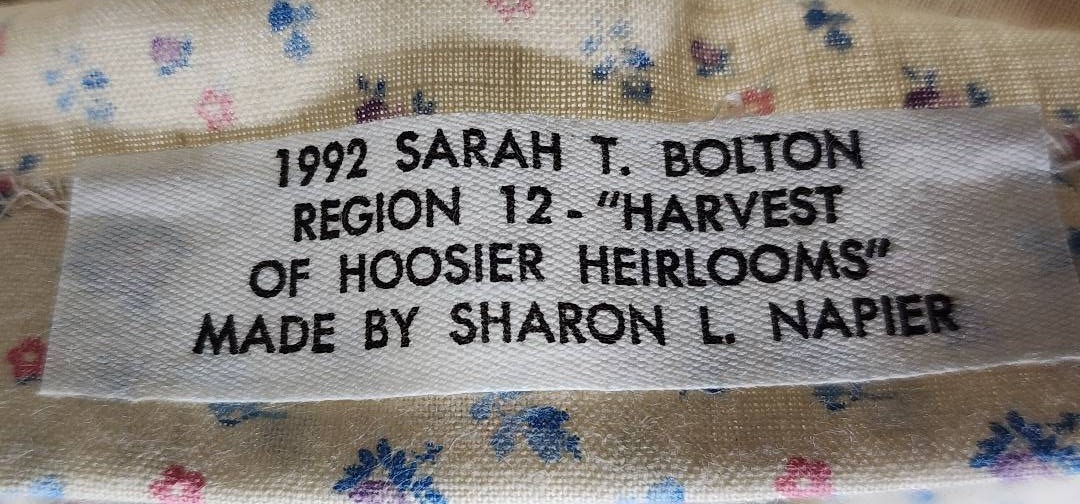 1992 SARAH T. BOLTON
REGION 12 - "HARVEST
OF HOOSIER HEIRLOOMS"
MADE BY SHARON L. NAPIER